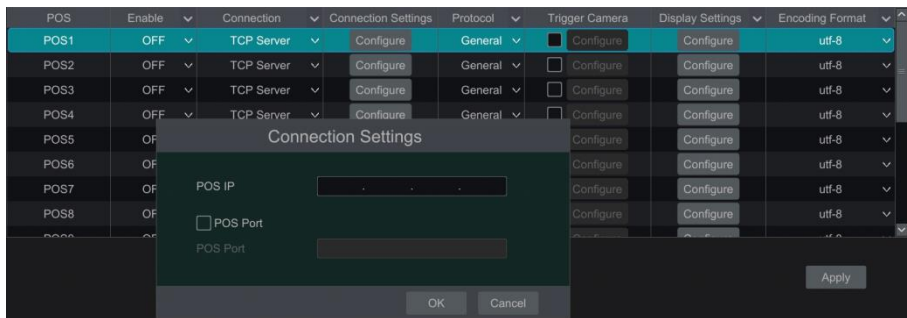 POS Enable Connection Connection Settings Protocol Trigger Camera Display Settings Encoding Format
POS1 OFF TCP Server Configure General Configure Configure utf-8
POS2 OFF TCP Server Configure General Configure Configure utf-8
POS3 OFF TCP Server Configure General Configure Configure utf-8
POS4 OFF TCP Server Configure General Configure Configure utf-8
POS5 OF Configure Configure utf-8
POS6 OF Configure Configure utf-8
POS7 OF Configure Configure utf-8
POS8 OF Configure Configure utf-8
Connection Settings
POS IP . . .
POS Port
POS Port
OK Cancel
Apply